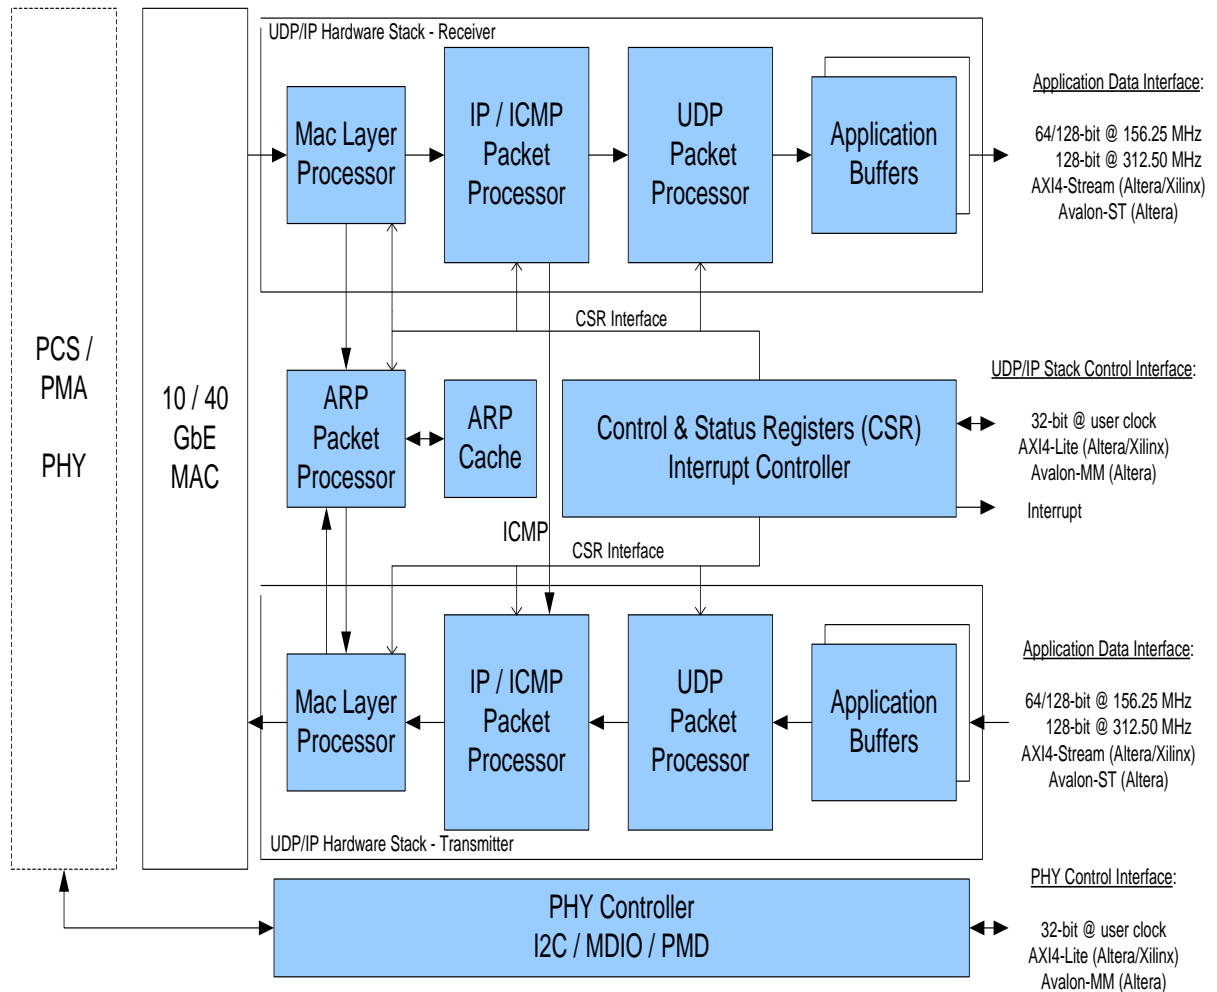 UDP/IP Hardware Stack - Receiver
Mac Layer
Processor
IP / ICMP
Packet
Processor
UDP
Packet
Processor
Application
Buffers
Application Data Interface:
64/128-bit @ 156.25 MHz
128-bit @ 312.50 MHz
AXI4-Stream (Altera/Xilinx)
Avalon-ST (Altera)
CSR Interface
PCS /
PMA
PHY
10 / 40
GbE
MAC
ARP
Packet
Processor
ARP
Cache
Control & Status Registers (CSR)
Interrupt Controller
UDP/IP Stack Control Interface:
32-bit @ user clock
AXI4-Lite (Altera/Xilinx)
Avalon-MM (Altera)
Interrupt
ICMP
CSR Interface
Mac Layer
Processor
IP / ICMP
Packet
Processor
UDP
Packet
Processor
Application
Buffers
Application Data Interface:
64/128-bit @ 156.25 MHz
128-bit @ 312.50 MHz
AXI4-Stream (Altera/Xilinx)
Avalon-ST (Altera)
UDP/IP Hardware Stack - Transmitter
PHY Controller
I2C / MDIO / PMD
PHY Control Interface:
32-bit @ user clock
AXI4-Lite (Altera/Xilinx)
Avalon-MM (Altera)